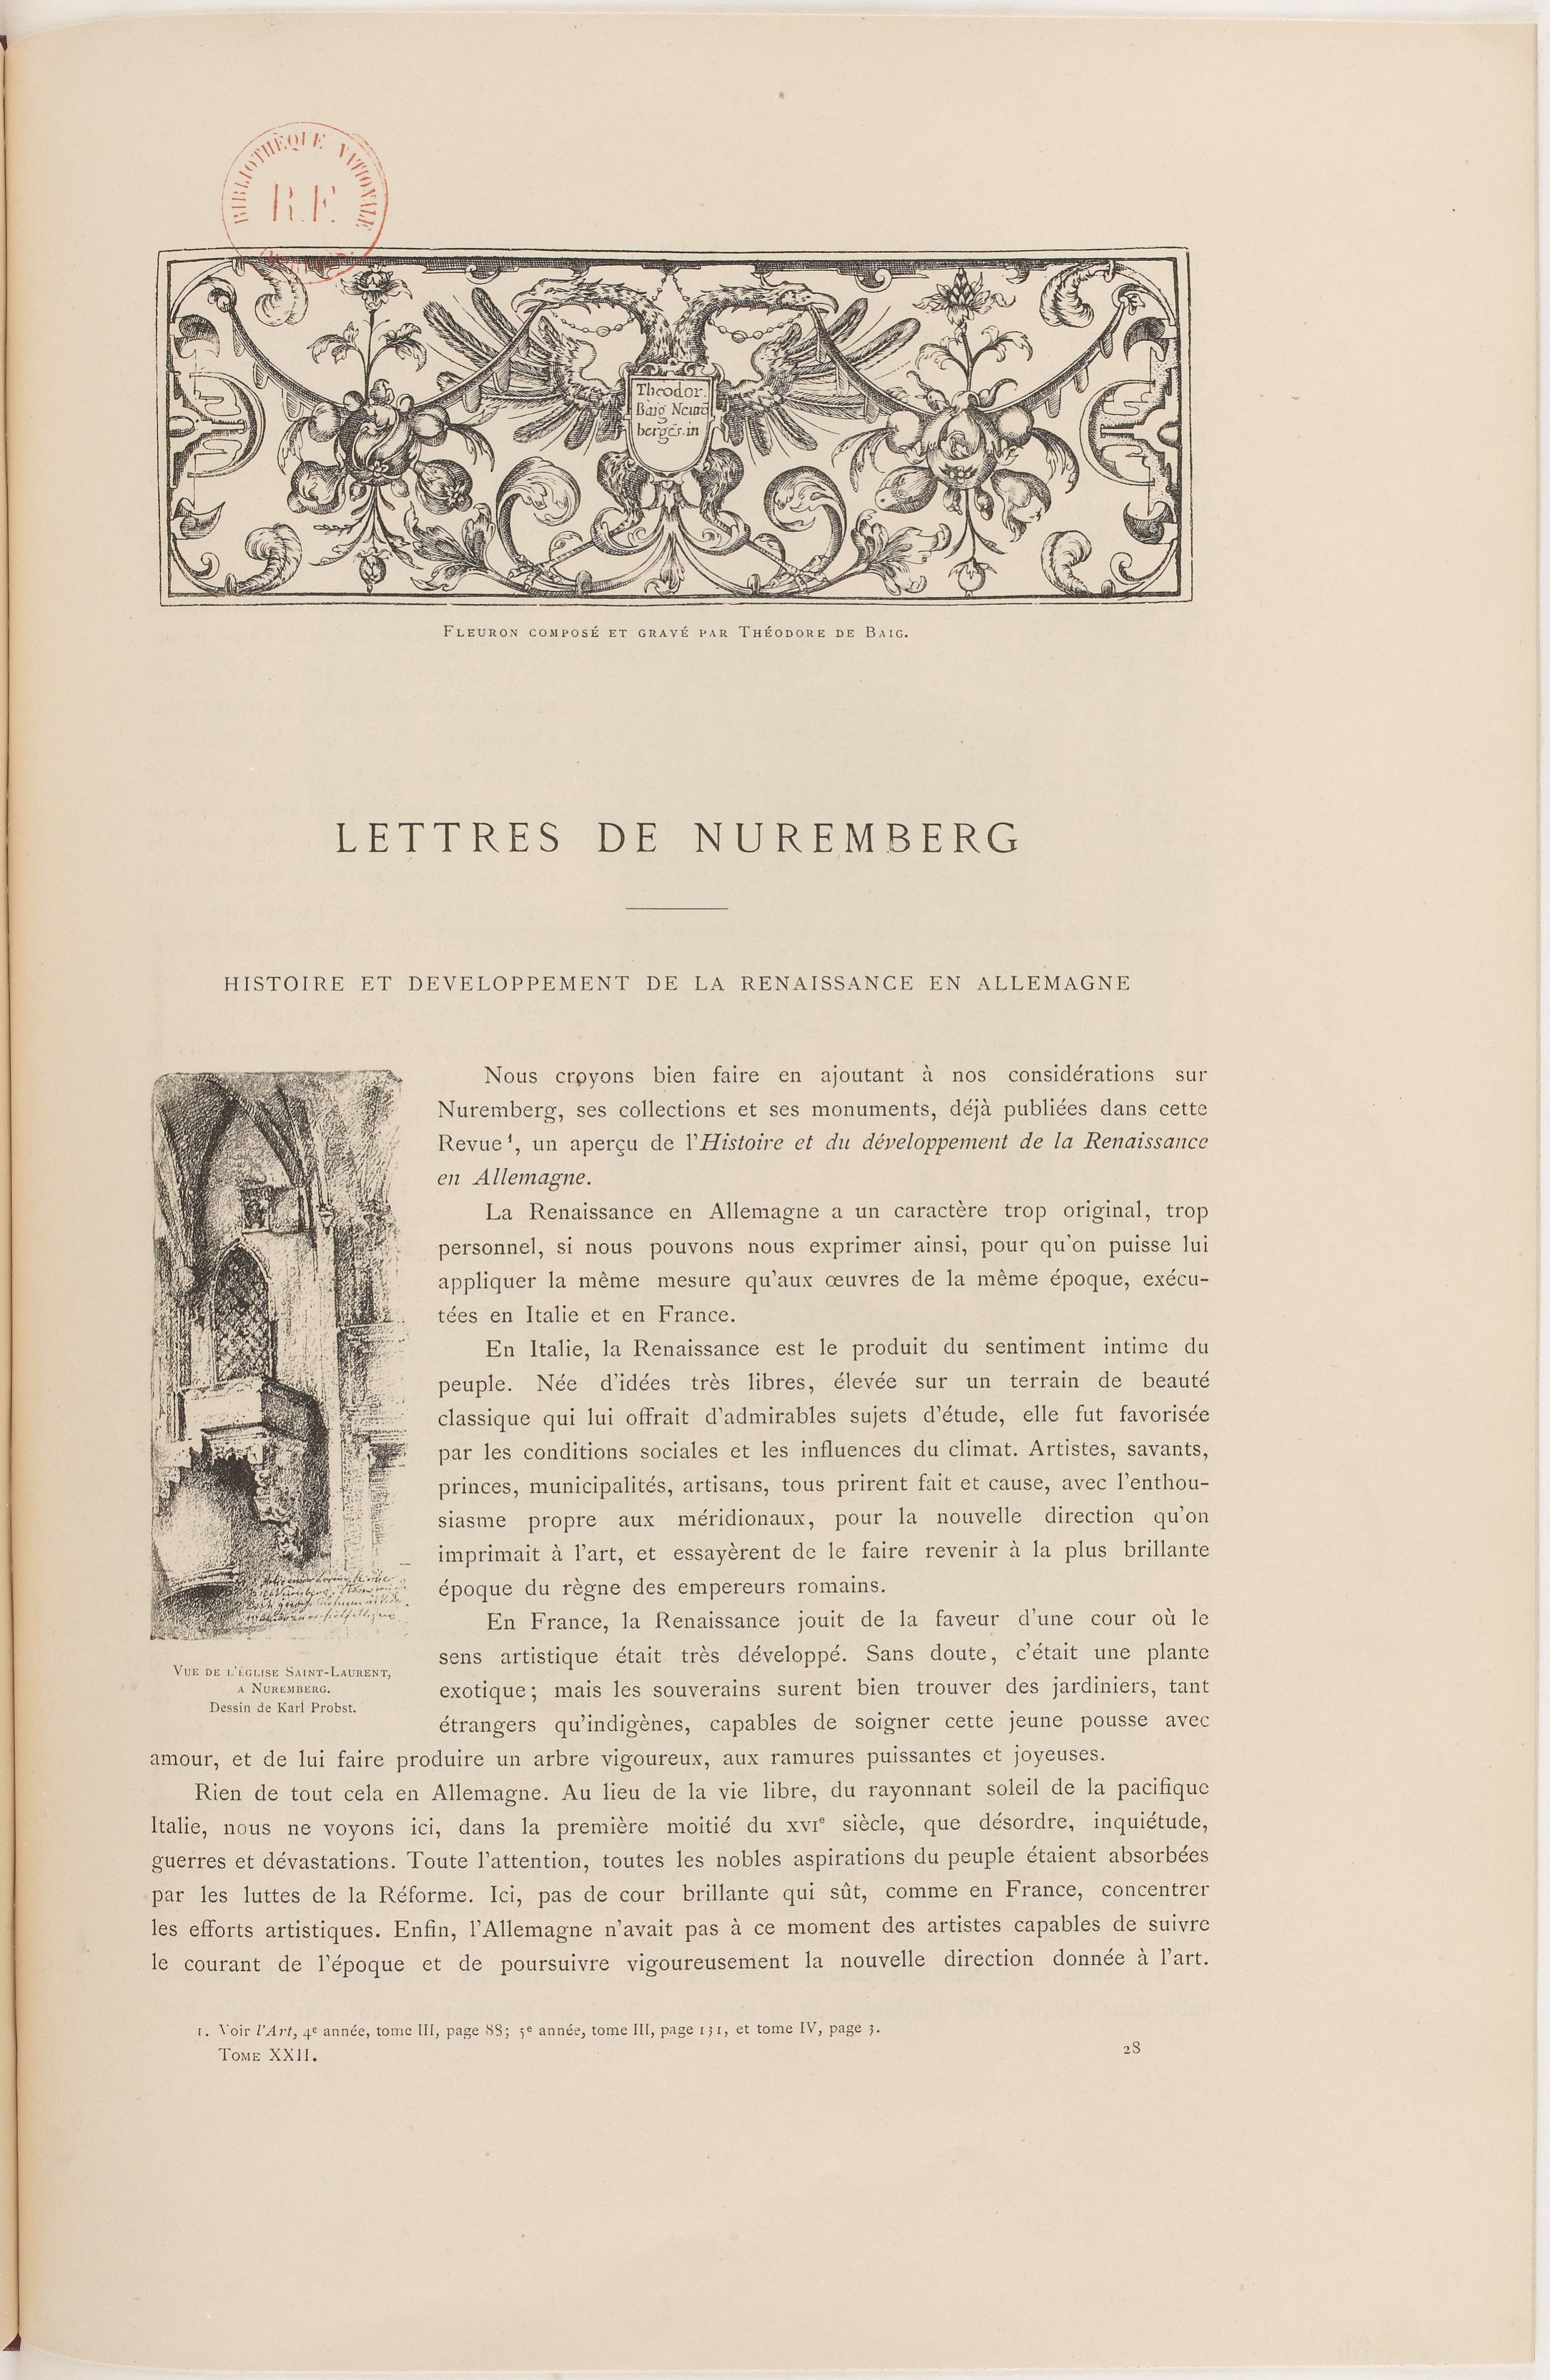 BIBLIOTHÈQUE NATIONALE
R.F.
Theodor.
Baig Neurē
bergēs.in
FLEURON COMPOSÉ ET GRAVÉ PAR THÉODORE DE BAIG.
LETTRES DE NUREMBERG
HISTOIRE ET DEVELOPPEMENT DE LA RENAISSANCE EN ALLEMAGNE
Nous croyons bien faire en ajoutant à nos considérations sur
Nuremberg, ses collections et ses monuments, déjà publiées dans cette
Revue¹, un aperçu de l'Histoire et du développement de la Renaissance
en Allemagne.
La Renaissance en Allemagne a un caractère trop original, trop
personnel, si nous pouvons nous exprimer ainsi, pour qu'on puisse lui
appliquer la même mesure qu'aux œuvres de la même époque, exécu-
tées en Italie et en France.
En Italie, la Renaissance est le produit du sentiment intime du
peuple. Née d'idées très libres, élevée sur un terrain de beauté
classique qui lui offrait d'admirables sujets d'étude, elle fut favorisée
par les conditions sociales et les influences du climat. Artistes, savants,
princes, municipalités, artisans, tous prirent fait et cause, avec l'enthou-
siasme propre aux méridionaux, pour la nouvelle direction qu'on
imprimait à l'art, et essayèrent de le faire revenir à la plus brillante
époque du règne des empereurs romains.
En France, la Renaissance jouit de la faveur d'une cour où le
sens artistique était très développé. Sans doute, c'était une plante
exotique; mais les souverains surent bien trouver des jardiniers, tant
étrangers qu'indigènes, capables de soigner cette jeune pousse avec
VUE DE L'ÉGLISE SAINT-LAURENT,
A NUREMBERG.
Dessin de Karl Probst.
amour, et de lui faire produire un arbre vigoureux, aux ramures puissantes et joyeuses.
Rien de tout cela en Allemagne. Au lieu de la vie libre, du rayonnant soleil de la pacifique
Italie, nous ne voyons ici, dans la première moitié du XVIᵉ siècle, que désordre, inquiétude,
guerres et dévastations. Toute l'attention, toutes les nobles aspirations du peuple étaient absorbées
par les luttes de la Réforme. Ici, pas de cour brillante qui sût, comme en France, concentrer
les efforts artistiques. Enfin, l'Allemagne n'avait pas à ce moment des artistes capables de suivre
le courant de l'époque et de poursuivre vigoureusement la nouvelle direction donnée à l'art.
1. Voir l'Art, 4ᵉ année, tome III, page 88; 5ᵉ année, tome III, page 131, et tome IV, page 3.
TOME XXII.
28